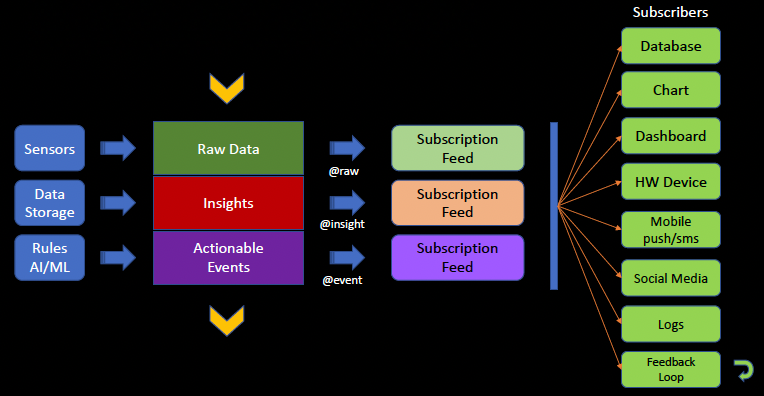 Subscribers
Sensors
Raw Data
@raw
Subscription
Feed
Data
Storage
Insights
@insight
Subscription
Feed
Rules
AI/ML
Actionable
Events
@event
Subscription
Feed
Database
Chart
Dashboard
HW Device
Mobile
push/sms
Social Media
Logs
Feedback
Loop